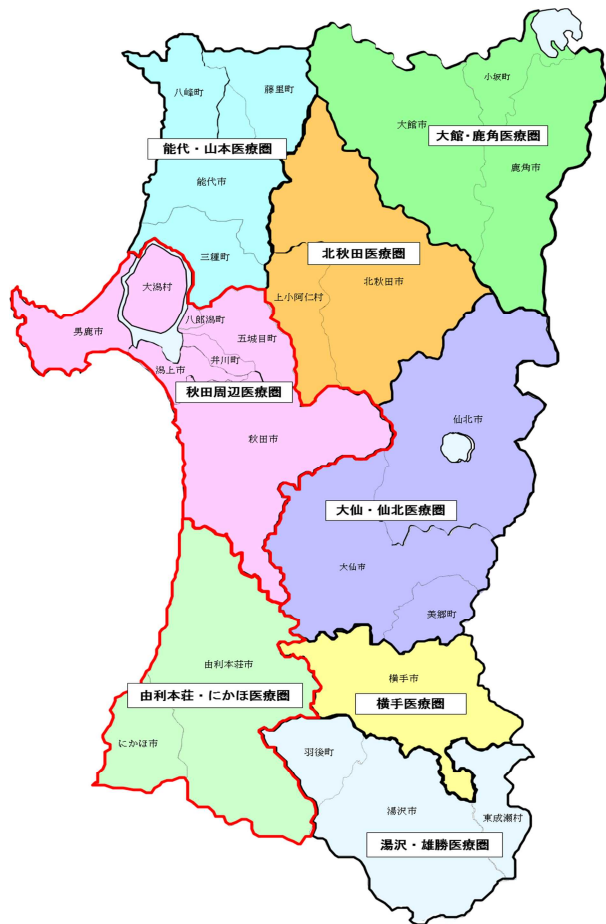 小坂町
八峰町
藤里町
大館市
大館・鹿角医療圏
能代・山本医療圏
鹿角市
能代市
三種町
北秋田医療圏
北秋田市
大潟村
上小阿仁村
八郎潟町
男鹿市
五城目町
井川町
潟上市
秋田周辺医療圏
仙北市
秋田市
大仙・仙北医療圏
大仙市
美郷町
由利本荘市
横手市
由利本荘・にかほ医療圏
横手医療圏
にかほ市
羽後町
湯沢市
東成瀬村
湯沢・雄勝医療圏